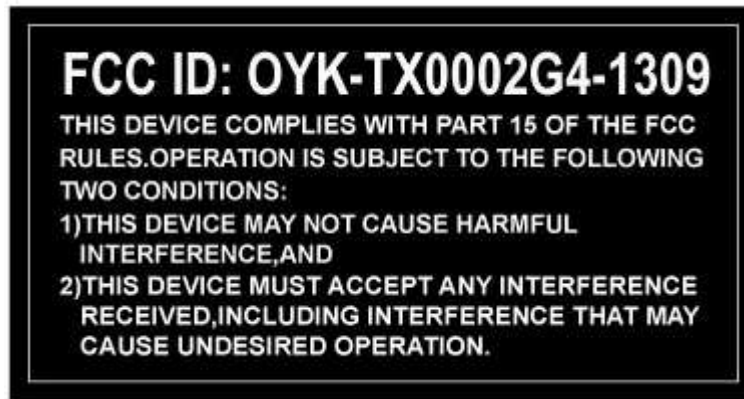 FCC ID: OYK-TX0002G4-1309
THIS DEVICE COMPLIES WITH PART 15 OF THE FCC
RULES.OPERATION IS SUBJECT TO THE FOLLOWING
TWO CONDITIONS:
1)THIS DEVICE MAY NOT CAUSE HARMFUL
INTERFERENCE,AND
2)THIS DEVICE MUST ACCEPT ANY INTERFERENCE
RECEIVED,INCLUDING INTERFERENCE THAT MAY
CAUSE UNDESIRED OPERATION.